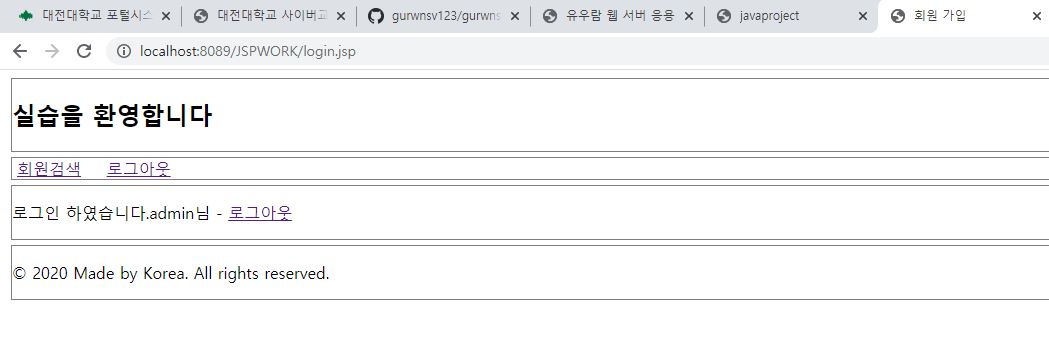 대전대학교 포털시스
대전대학교 사이버교
gurwnsv123/gurwns
유우람 웹 서버 응용
javaproject
회원 가입
localhost:8089/JSPWORK/login.jsp
실습을 환영합니다
회원검색 로그아웃
로그인 하였습니다.admin님 - 로그아웃
© 2020 Made by Korea. All rights reserved.